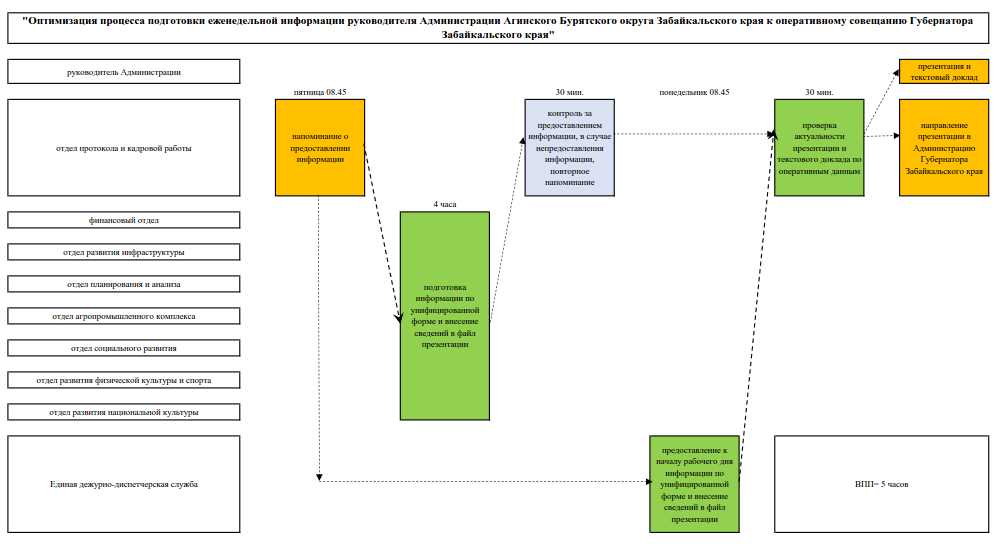 "Оптимизация процесса подготовки еженедельной информации руководителя Администрации Агинского Бурятского округа Забайкальского края к оперативному совещанию Губернатора
Забайкальского края"
руководитель Администрации
презентация и
текстовый доклад
пятница 08.45
30 мин.
понедельник 08.45
30 мин.
отдел протокола и кадровой работы
напоминание о
предоставлении
информации
контроль за
предоставлением
информации, в случае
непредоставления
информации,
повторное
напоминание
проверка
актуальности
презентации и
текстового доклада по
оперативным данным
направление
презентации в
Администрацию
Губернатора
Забайкальского края
4 часа
финансовый отдел
отдел развития инфраструктуры
отдел планирования и анализа
отдел агропромышленного комплекса
отдел социального развития
отдел развития физической культуры и спорта
отдел развития национальной культуры
подготовка
информации по
унифицированной
форме и внесение
сведений в файл
презентации
Единая дежурно-диспетчерская служба
предоставление к
началу рабочего дня
информации по
унифицированной
форме и внесение
сведений в файл
презентации
ВПП= 5 часов